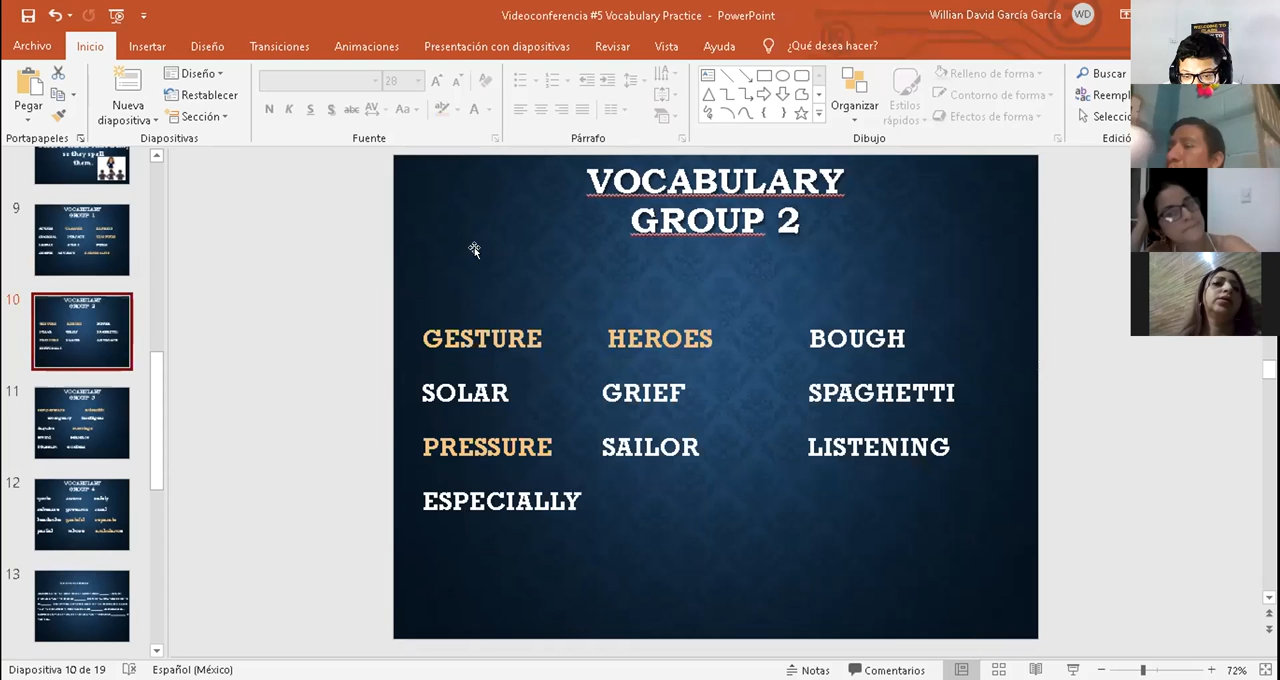 Videoconferencia #5 Vocabulary Practice - PowerPoint
Willian David García García WD
Archivo Inicio Insertar Diseño Transiciones Animaciones Presentación con diapositivas Revisar Vista Ayuda ¿Qué desea hacer?
Pegar
Nueva diapositiva
Diseño
Restablecer
Sección
28
N K S S abc AV Aa A
Organizar
Estilos rápidos
Relleno de forma
Contorno de forma
Efectos de forma
Buscar
Portapapeles Diapositivas Fuente Párrafo Dibujo
9
10
11
12
13
VOCABULARY
GROUP 2
GESTURE HEROES BOUGH
SOLAR GRIEF SPAGHETTI
PRESSURE SAILOR LISTENING
ESPECIALLY
Diapositiva 10 de 19 Español (México) Notas Comentarios 72%